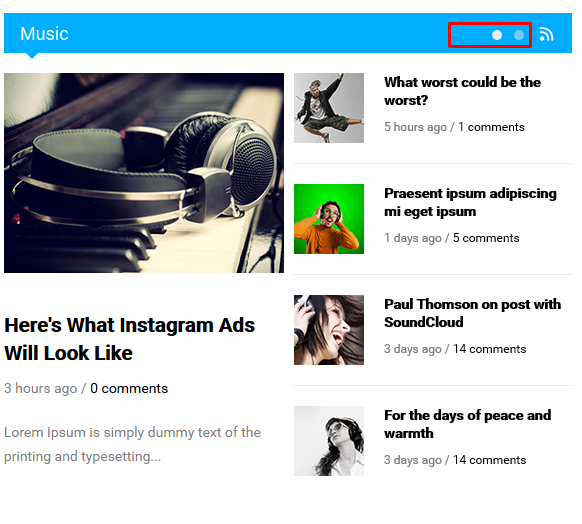 Music
Here's What Instagram Ads
Will Look Like
3 hours ago / 0 comments
Lorem Ipsum is simply dummy text of the
printing and typesetting...
What worst could be the
worst?
5 hours ago / 1 comments
Praesent ipsum adipiscing
mi eget ipsum
1 days ago / 5 comments
Paul Thomson on post with
SoundCloud
3 days ago / 14 comments
For the days of peace and
warmth
3 days ago / 14 comments